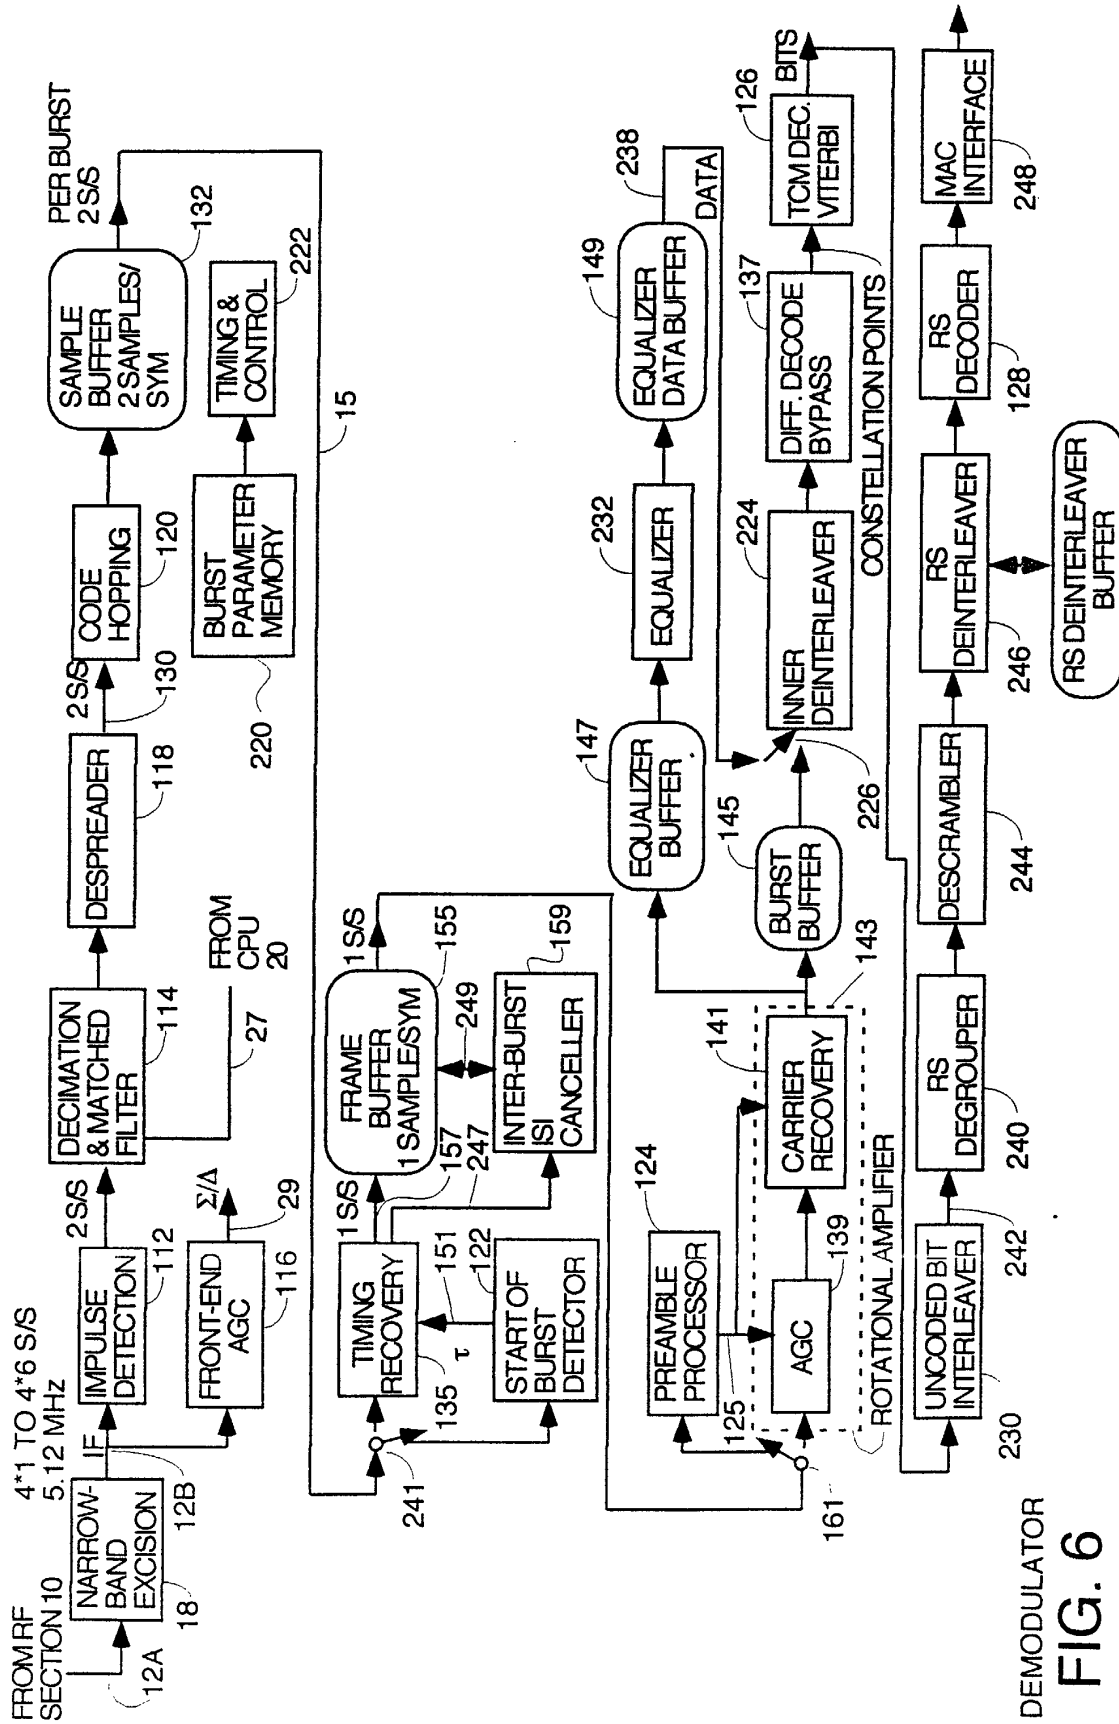 FROM RF
SECTION 10
12A
NARROW-
BAND
EXCISION
18
4*1 TO 4*6 S/S
5.12 MHz
IF
12B
IMPULSE
DETECTION
112
FRONT-END
AGC
116
Σ/Δ
29
2S/S
DECIMATION
& MATCHED
FILTER
114
27
FROM
CPU
20
DESPREADER
118
2S/S
130
CODE
HOPPING
120
SAMPLE
BUFFER
2 SAMPLES/
SYM
132
PER BURST
2S/S
BURST
PARAMETER
MEMORY
220
TIMING &
CONTROL
222
15
241
TIMING
RECOVERY
135
τ
151
START OF
BURST
DETECTOR
122
1 S/S
157
247
FRAME
BUFFER
1 SAMPLE/SYM
155
1 S/S
249
INTER-BURST
ISI
CANCELLER
159
161
PREAMBLE
PROCESSOR
124
125
AGC
139
CARRIER
RECOVERY
141
143
ROTATIONAL AMPLIFIER
EQUALIZER
BUFFER
147
EQUALIZER
232
EQUALIZER
DATA BUFFER
149
238
DATA
BURST
BUFFER
145
226
INNER
DEINTERLEAVER
224
DIFF. DECODE
BYPASS
137
CONSTELLATION POINTS
TCM DEC.
VITERBI
126
BITS
UNCODED BIT
INTERLEAVER
230
242
RS
DEGROUPER
240
DESCRAMBLER
244
RS
DEINTERLEAVER
246
RS DEINTERLEAVER
BUFFER
RS
DECODER
128
MAC
INTERFACE
248
DEMODULATOR
FIG. 6